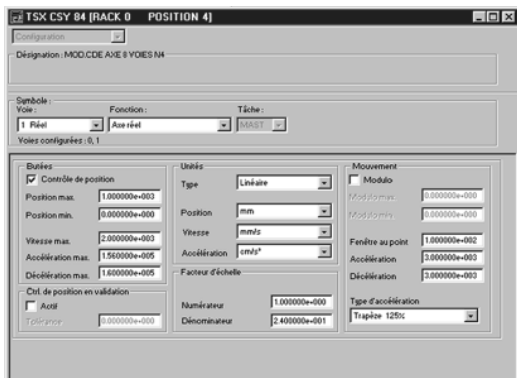 TSX CSY 84 [RACK 0 POSITION 4]
Configuration
Désignation : MOD.CDE AXE 8 VOIES N4
Symbole :
Voie : Fonction : Tâche :
1 Réel Axe réel MAST
Voies configurées : 0, 1
Butées
Contrôle de position
Position max. 1.000000e+003
Position min. 0.000000e+000
Vitesse max. 2.000000e+003
Accélération max. 1.560000e+005
Décélération max. 1.600000e+005
Ctrl. de position en validation
Actif
Tolérance 0.000000e+000
Unités
Type Linéaire
Position mm
Vitesse mm/s
Accélération cm/s²
Facteur d'échelle
Numérateur 1.000000e+000
Dénominateur 2.400000e+001
Mouvement
Modulo
Modulo max. 0.000000e+000
Modulo min. 0.000000e+000
Fenêtre au point 1.000000e+002
Accélération 3.000000e+003
Décélération 3.000000e+003
Type d'accélération
Trapèze 125%